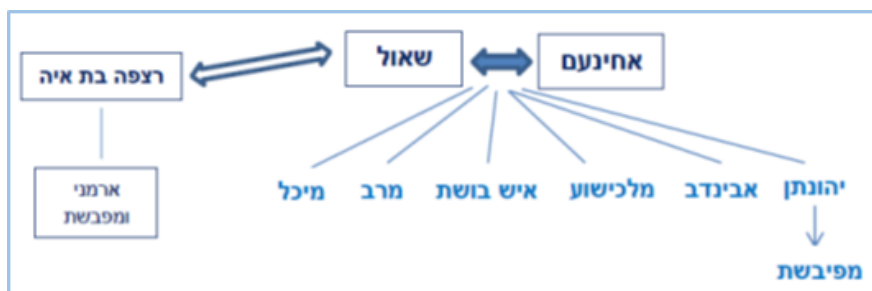 אחינעם
שאול
רצפה בת איה
יהונתן
אבינדב
מלכישוע
איש בושת
מרב
מיכל
ארמני
ומפבשת
מפיבשת